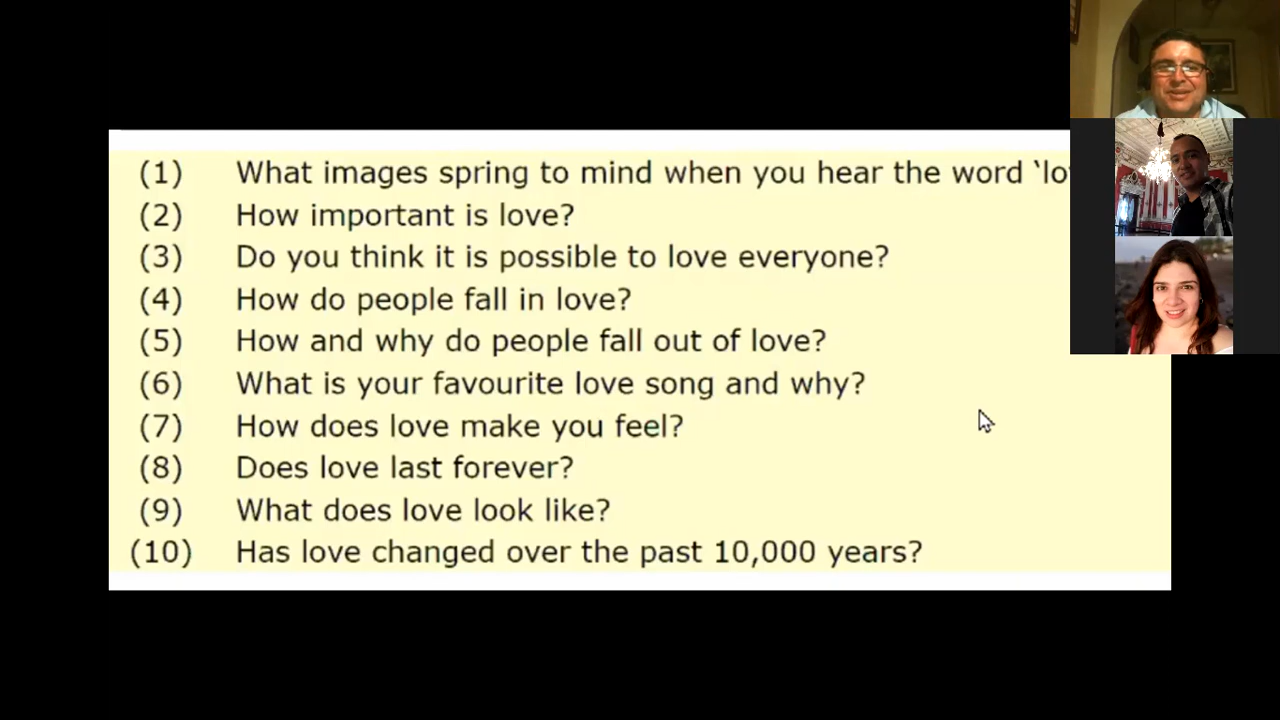 (1) What images spring to mind when you hear the word
(2) How important is love?
(3) Do you think it is possible to love everyone?
(4) How do people fall in love?
(5) How and why do people fall out of love?
(6) What is your favourite love song and why?
(7) How does love make you feel?
(8) Does love last forever?
(9) What does love look like?
(10) Has love changed over the past 10,000 years?